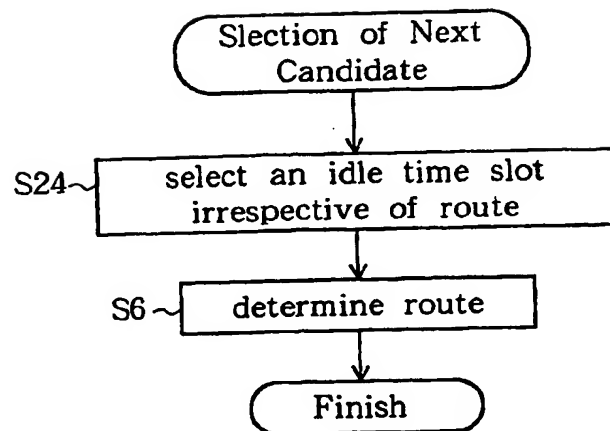 Slection of Next
Candidate
S24
select an idle time slot
irrespective of route
S6
determine route
Finish